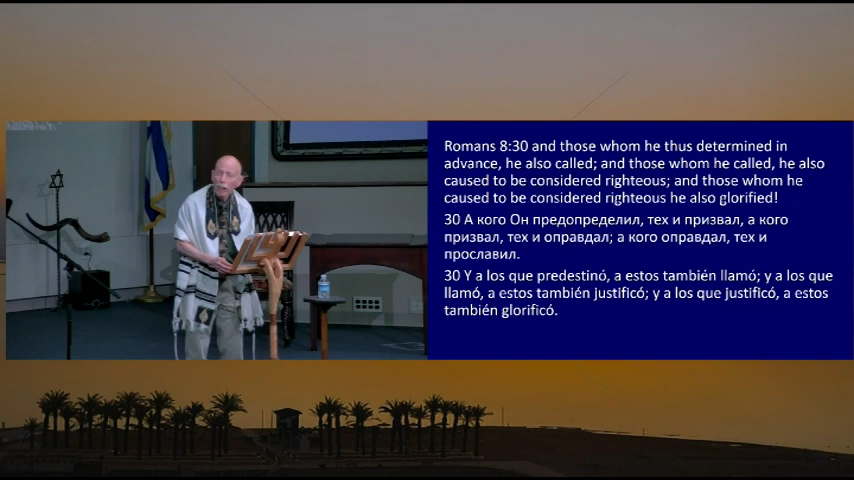 Romans 8:30 and those whom he thus determined in
advance, he also called; and those whom he called, he also
caused to be considered righteous; and those whom he
caused to be considered righteous he also glorified!
30 А кого Он предопределил, тех и призвал, а кого
призвал, тех и оправдал; а кого оправдал, тех и
прославил.
30 Y a los que predestinó, a estos también llamó; y a los que
llamó, a estos también justificó; y a los que justificó, a estos
también glorificó.